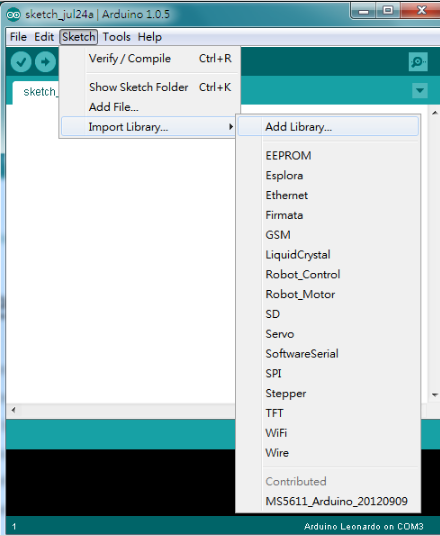 sketch_jul24a | Arduino 1.0.5
File Edit Sketch Tools Help
Verify / Compile Ctrl+R
sketch_
Show Sketch Folder Ctrl+K
Add File...
Import Library...
Add Library...
EEPROM
Esplora
Ethernet
Firmata
GSM
LiquidCrystal
Robot_Control
Robot_Motor
SD
Servo
SoftwareSerial
SPI
Stepper
TFT
WiFi
Wire
Contributed
MS5611_Arduino_20120909
1 Arduino Leonardo on COM3